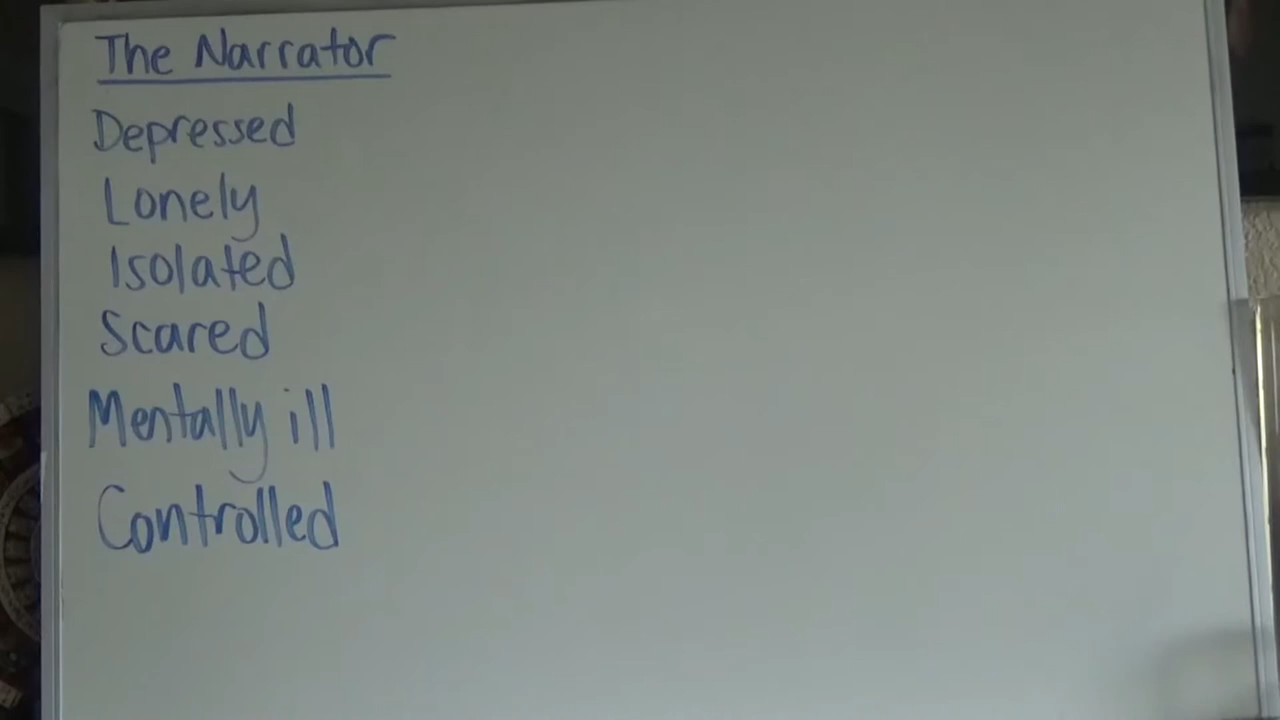 The Narrator
Depressed
Lonely
Isolated
Scared
Mentally ill
Controlled